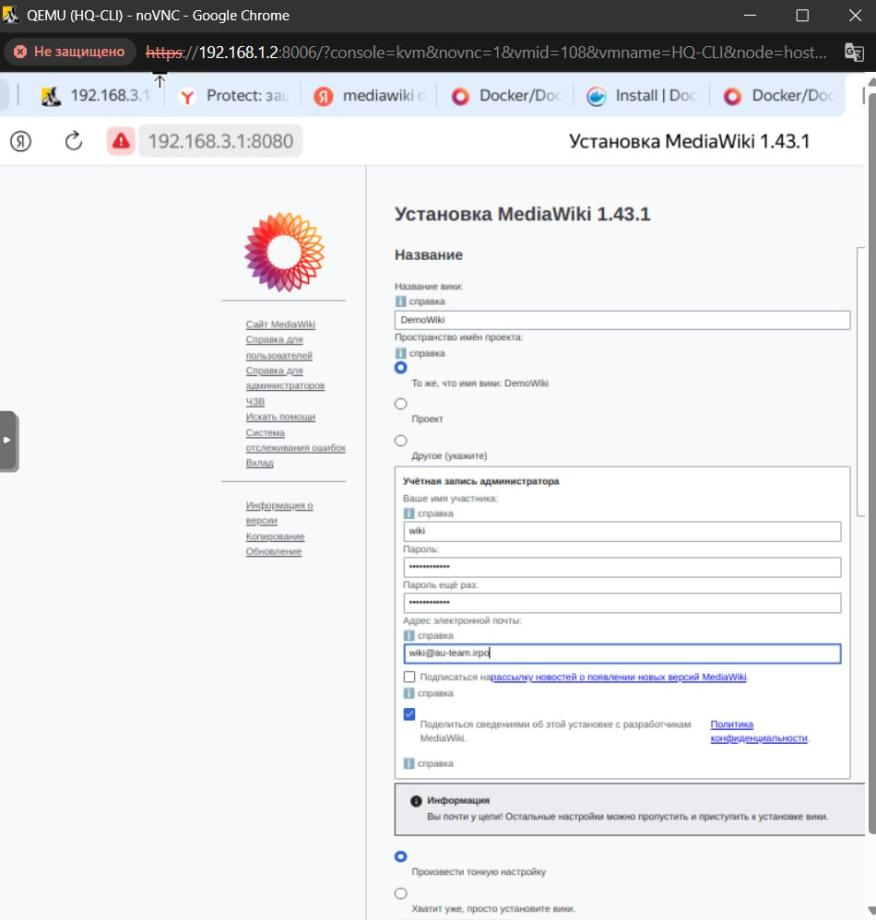 QEMU (HQ-CLI) - noVNC - Google Chrome
Не защищено https://192.168.1.2:8006/?console=kvm&novnc=1&vmid=108&vmname=HQ-CLI&node=host...
192.168.3.1 Protect: за mediawiki d Docker/Doc Install | Doc Docker/Doc
Я 192.168.3.1:8080 Установка MediaWiki 1.43.1
Установка MediaWiki 1.43.1
Название
Название вики:
справка
DemoWiki
Пространство имён проекта:
справка
То же, что имя вики: DemoWiki
Проект
Другое (укажите)
Учётная запись администратора
Ваше имя участника:
справка
wiki
Пароль:
••••••••••••
Пароль ещё раз:
••••••••••••
Адрес электронной почты:
справка
wiki@au-team.irpo
Подписаться на рассылку новостей о появлении новых версий MediaWiki.
справка
Поделиться сведениями об этой установке с разработчикам
MediaWiki.
Политика
конфиденциальности.
справка
Информация
Вы почти у цели! Остальные настройки можно пропустить и приступить к установке вики.
Произвести тонкую настройку
Хватит уже, просто установите вики.
Сайт MediaWiki
Справка для
пользователей
Справка для
администраторов
ЧЗВ
Искать помощи
Система
отслеживания ошибок
Вклад
Информация о
версии
Копирование
Обновление